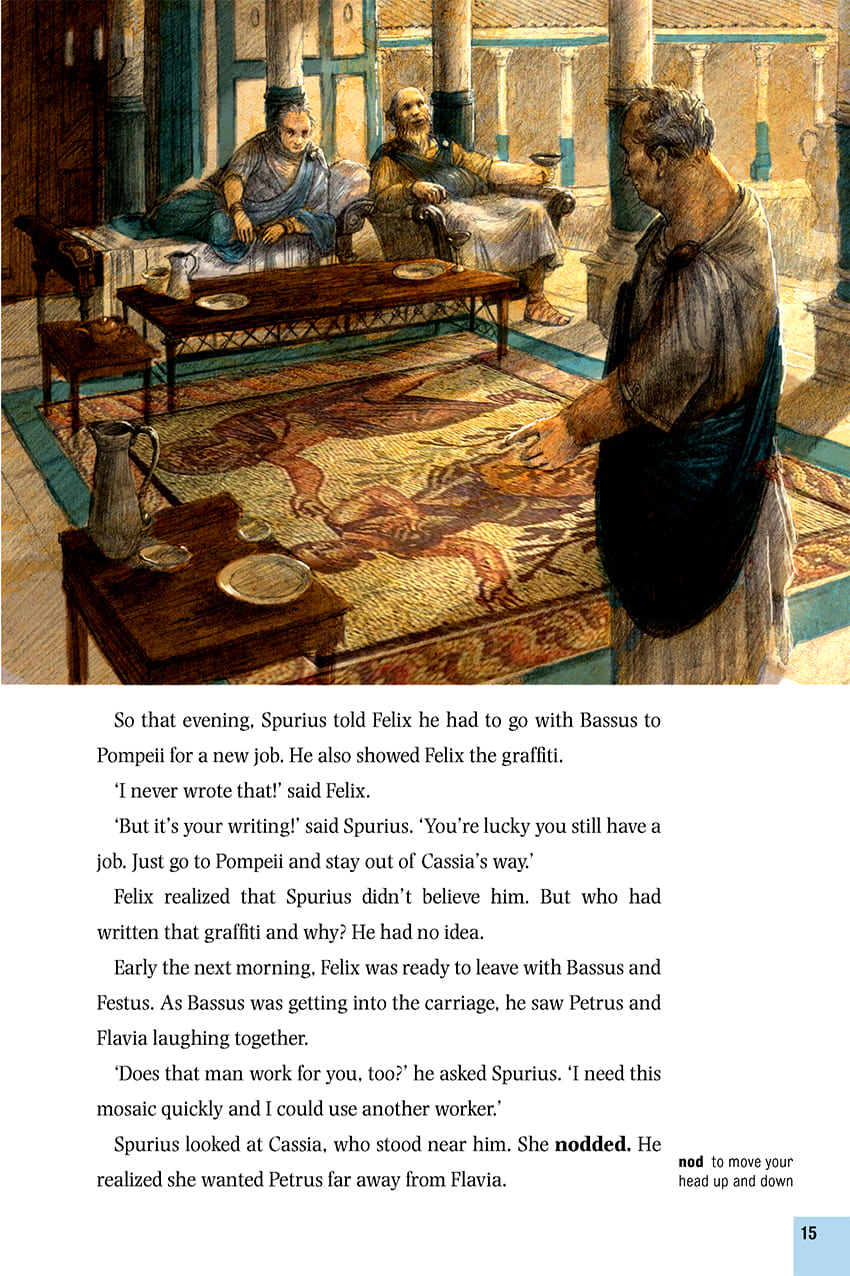 So that evening, Spurius told Felix he had to go with Bassus to
Pompeii for a new job. He also showed Felix the graffiti.
‘I never wrote that!’ said Felix.
‘But it’s your writing!’ said Spurius. ‘You’re lucky you still have a
job. Just go to Pompeii and stay out of Cassia’s way.’
Felix realized that Spurius didn’t believe him. But who had
written that graffiti and why? He had no idea.
Early the next morning, Felix was ready to leave with Bassus and
Festus. As Bassus was getting into the carriage, he saw Petrus and
Flavia laughing together.
‘Does that man work for you, too?’ he asked Spurius. ‘I need this
mosaic quickly and I could use another worker.’
Spurius looked at Cassia, who stood near him. She nodded. He
realized she wanted Petrus far away from Flavia.
nod to move your
head up and down
15